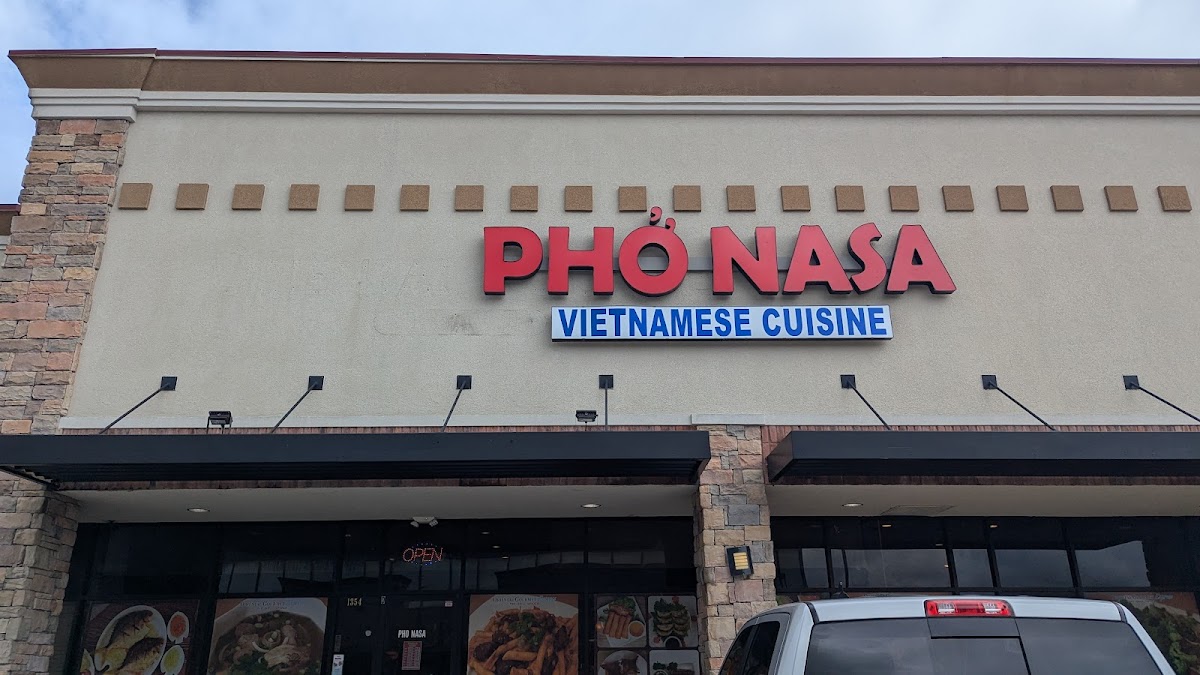 PHỞ NASA
VIETNAMESE CUISINE
OPEN
1354
PHO NASA